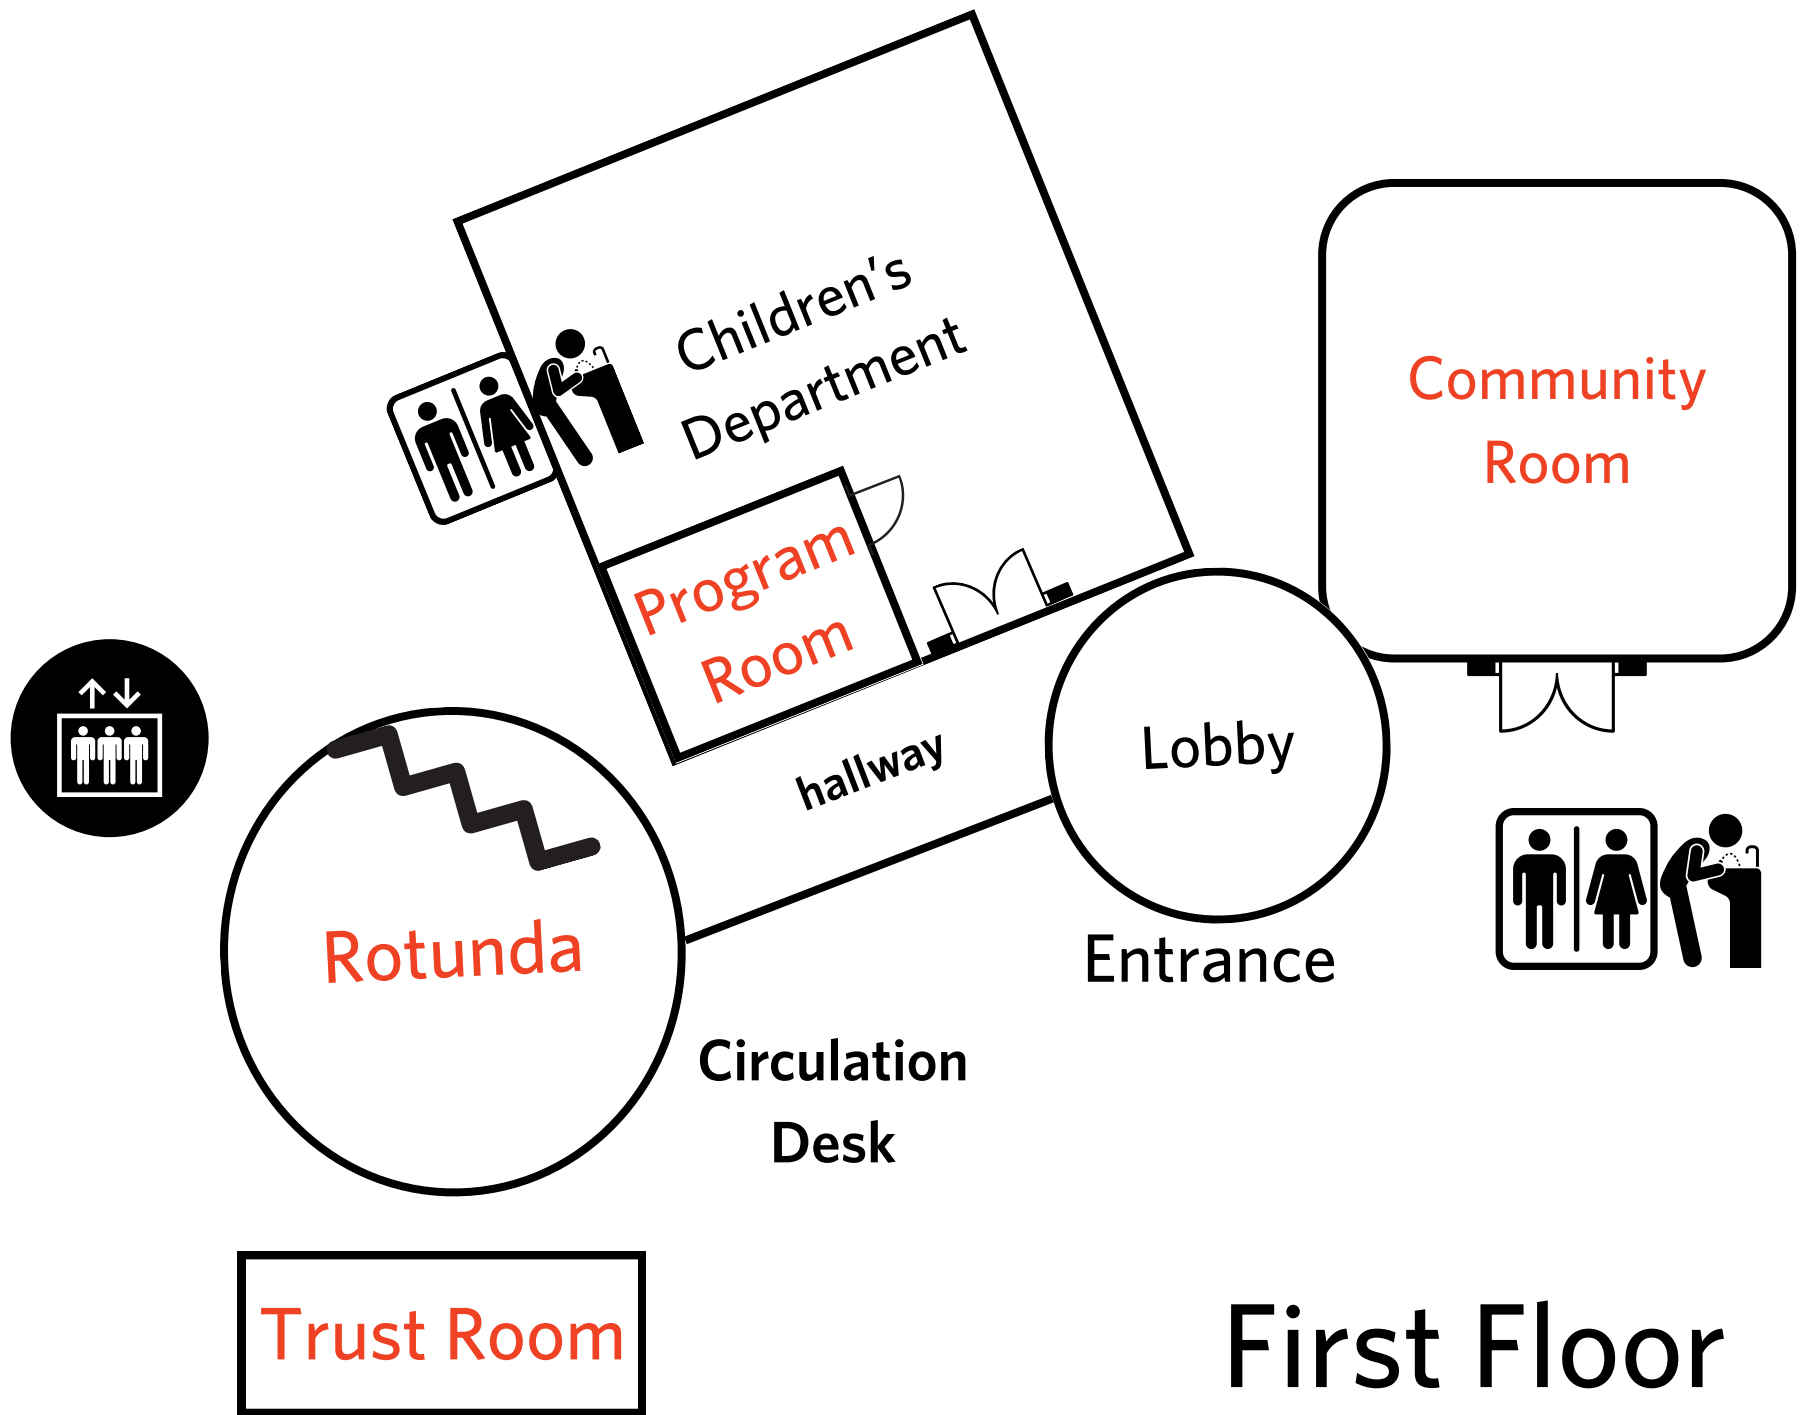 Children's
Department
Community
Room
Program
Room
hallway
Lobby
Rotunda
Entrance
Circulation
Desk
Trust Room
First Floor